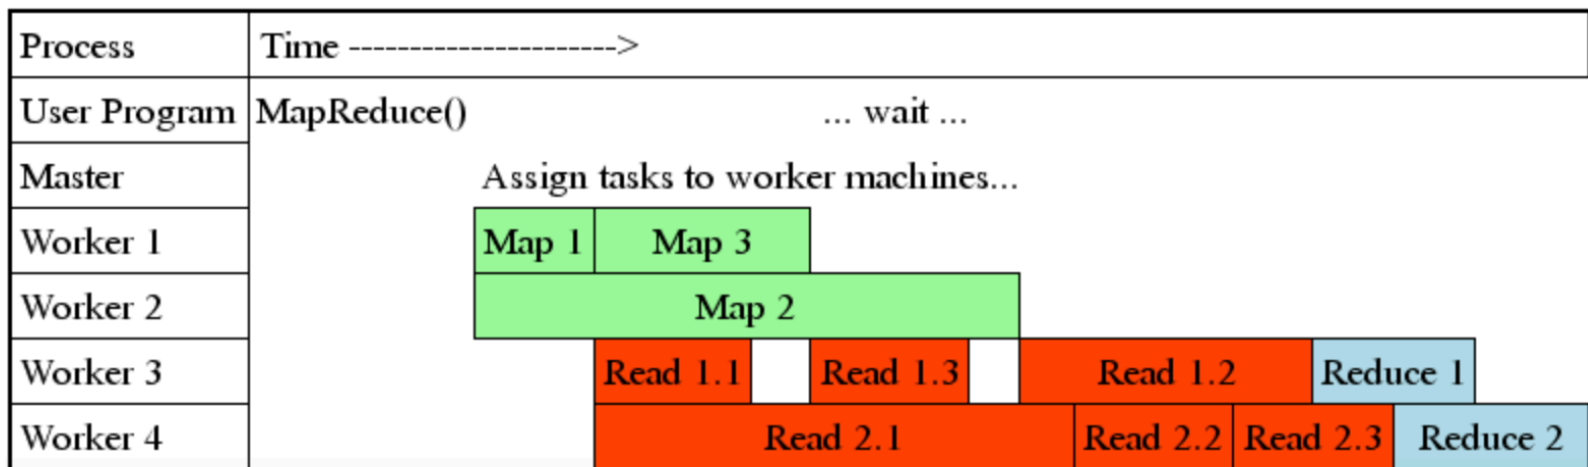 Process Time ---------------------->
User Program MapReduce() ... wait ...
Master Assign tasks to worker machines...
Worker 1 Map 1 Map 3
Worker 2 Map 2
Worker 3 Read 1.1 Read 1.3 Read 1.2 Reduce 1
Worker 4 Read 2.1 Read 2.2 Read 2.3 Reduce 2